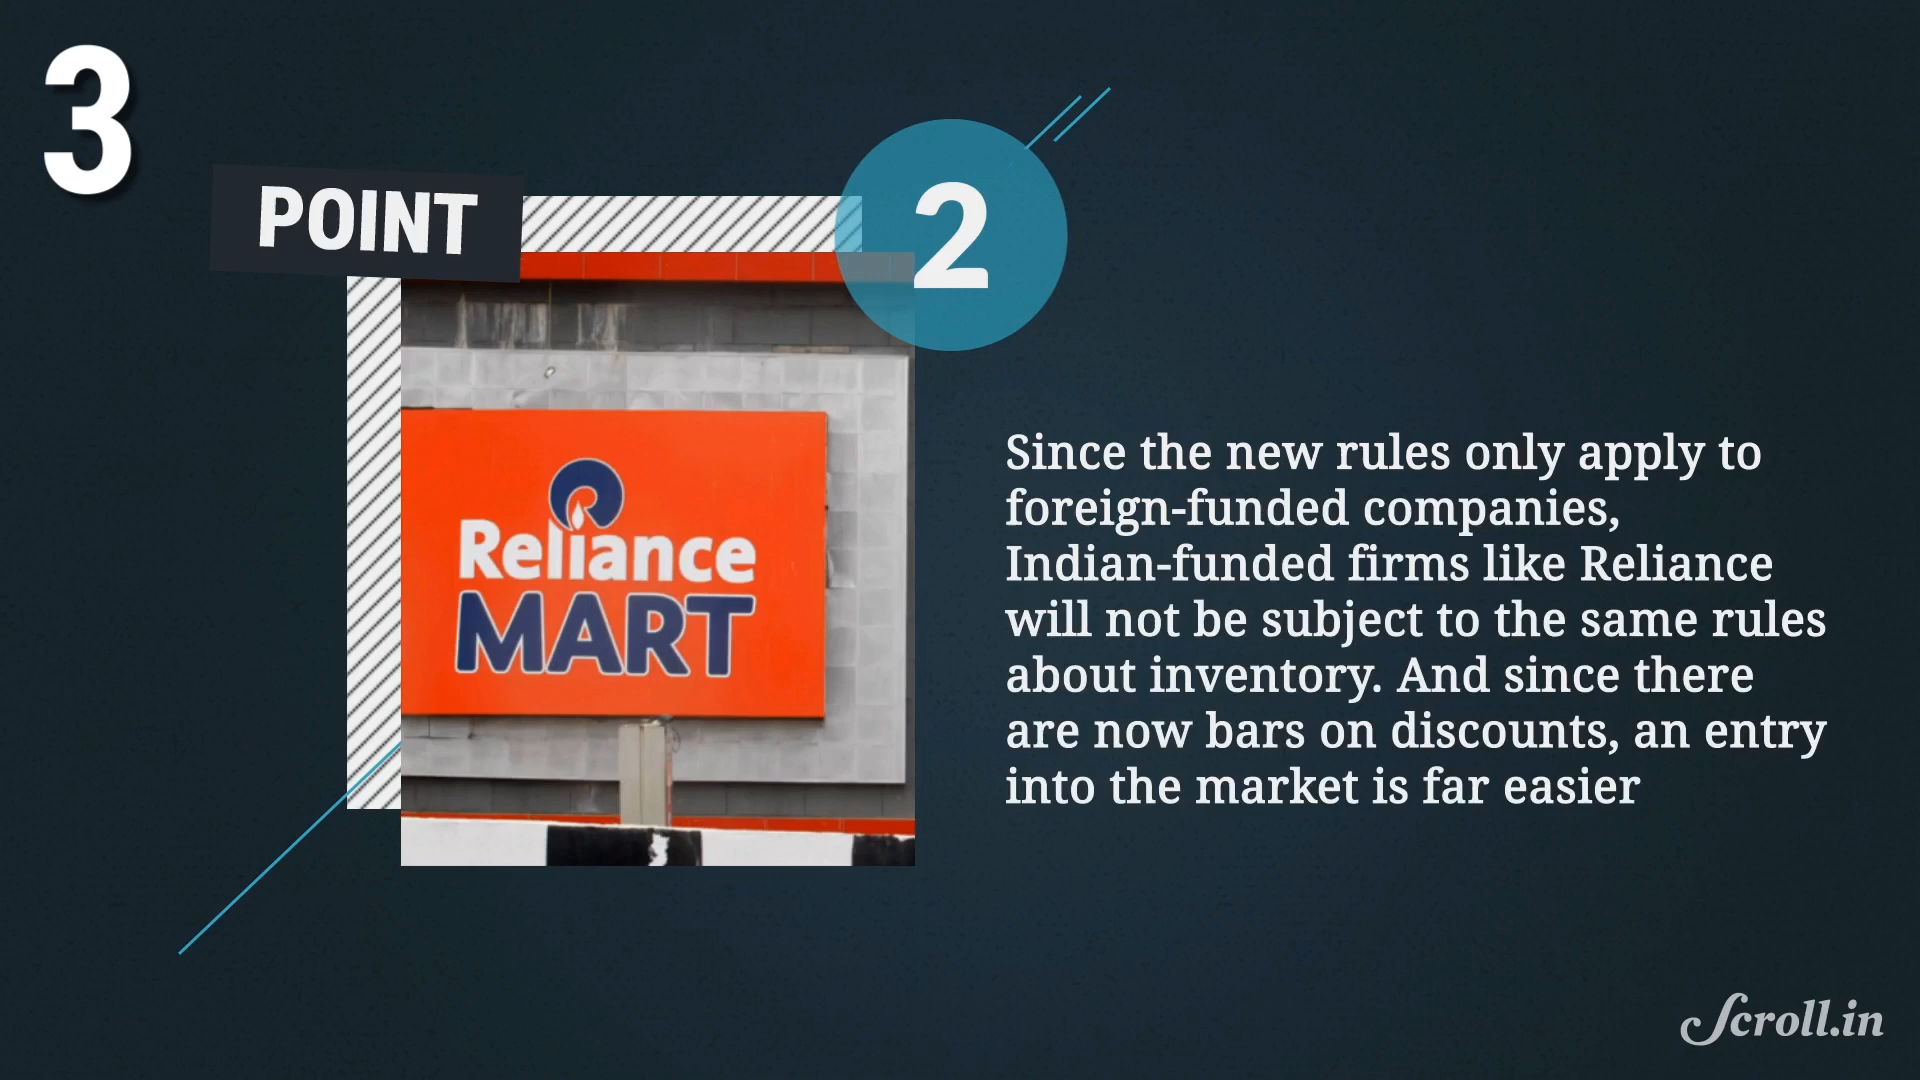 3
POINT
2
Reliance
MART
Since the new rules only apply to
foreign-funded companies,
Indian-funded firms like Reliance
will not be subject to the same rules
about inventory. And since there
are now bars on discounts, an entry
into the market is far easier
Scroll.in